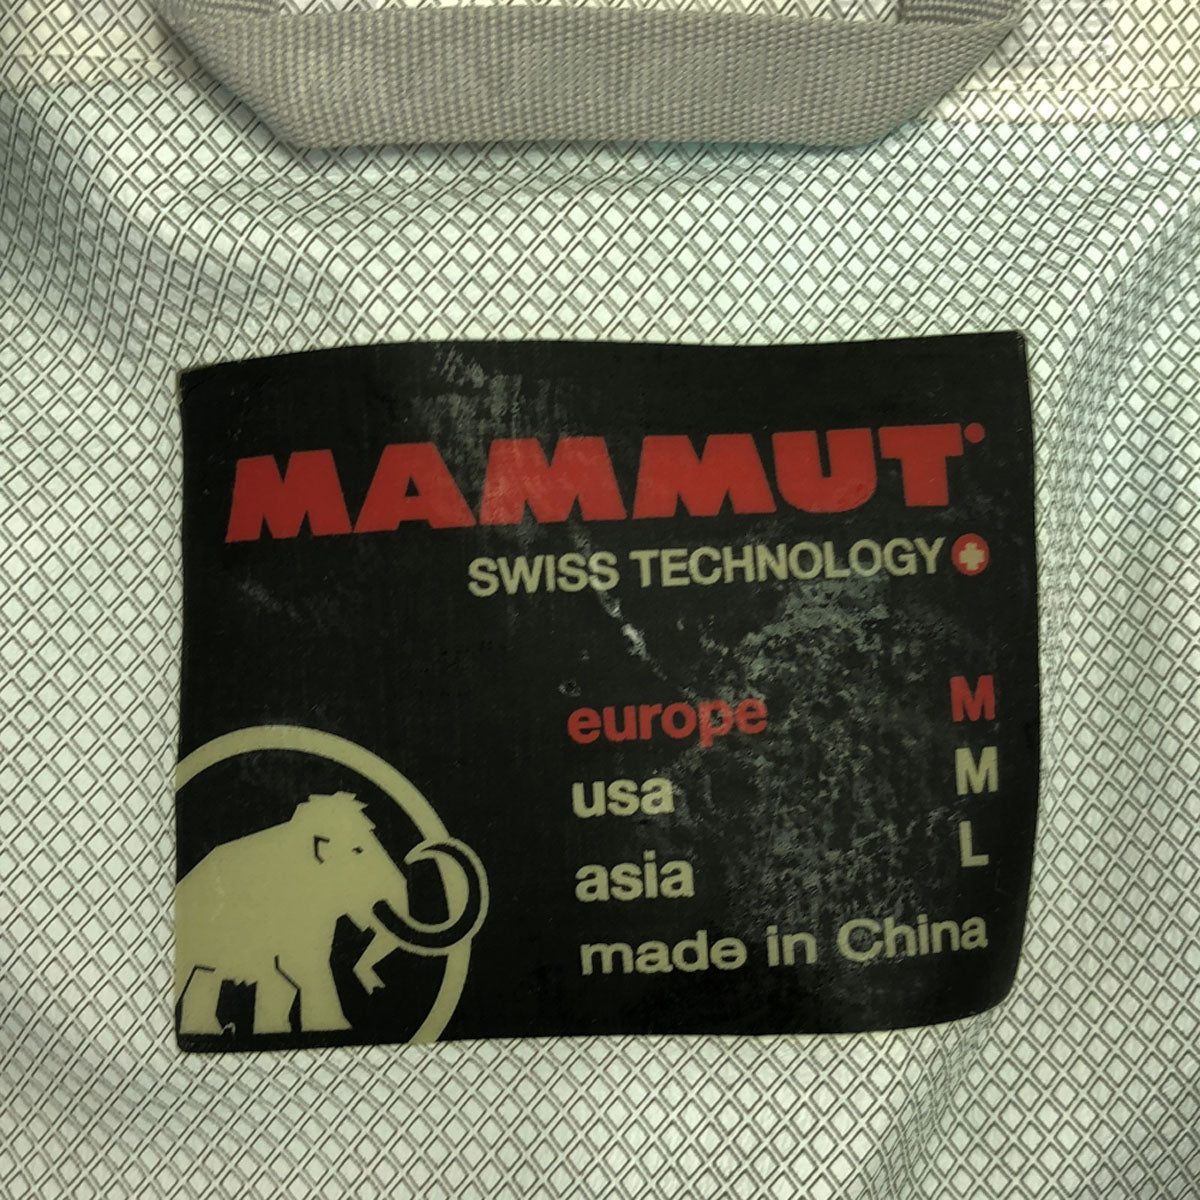 MAMMUT
SWISS TECHNOLOGY
europe M
usa M
asia L
made in China